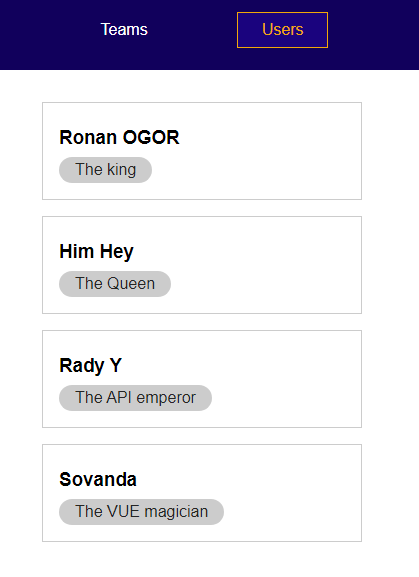 Teams Users
Ronan OGOR
The king
Him Hey
The Queen
Rady Y
The API emperor
Sovanda
The VUE magician